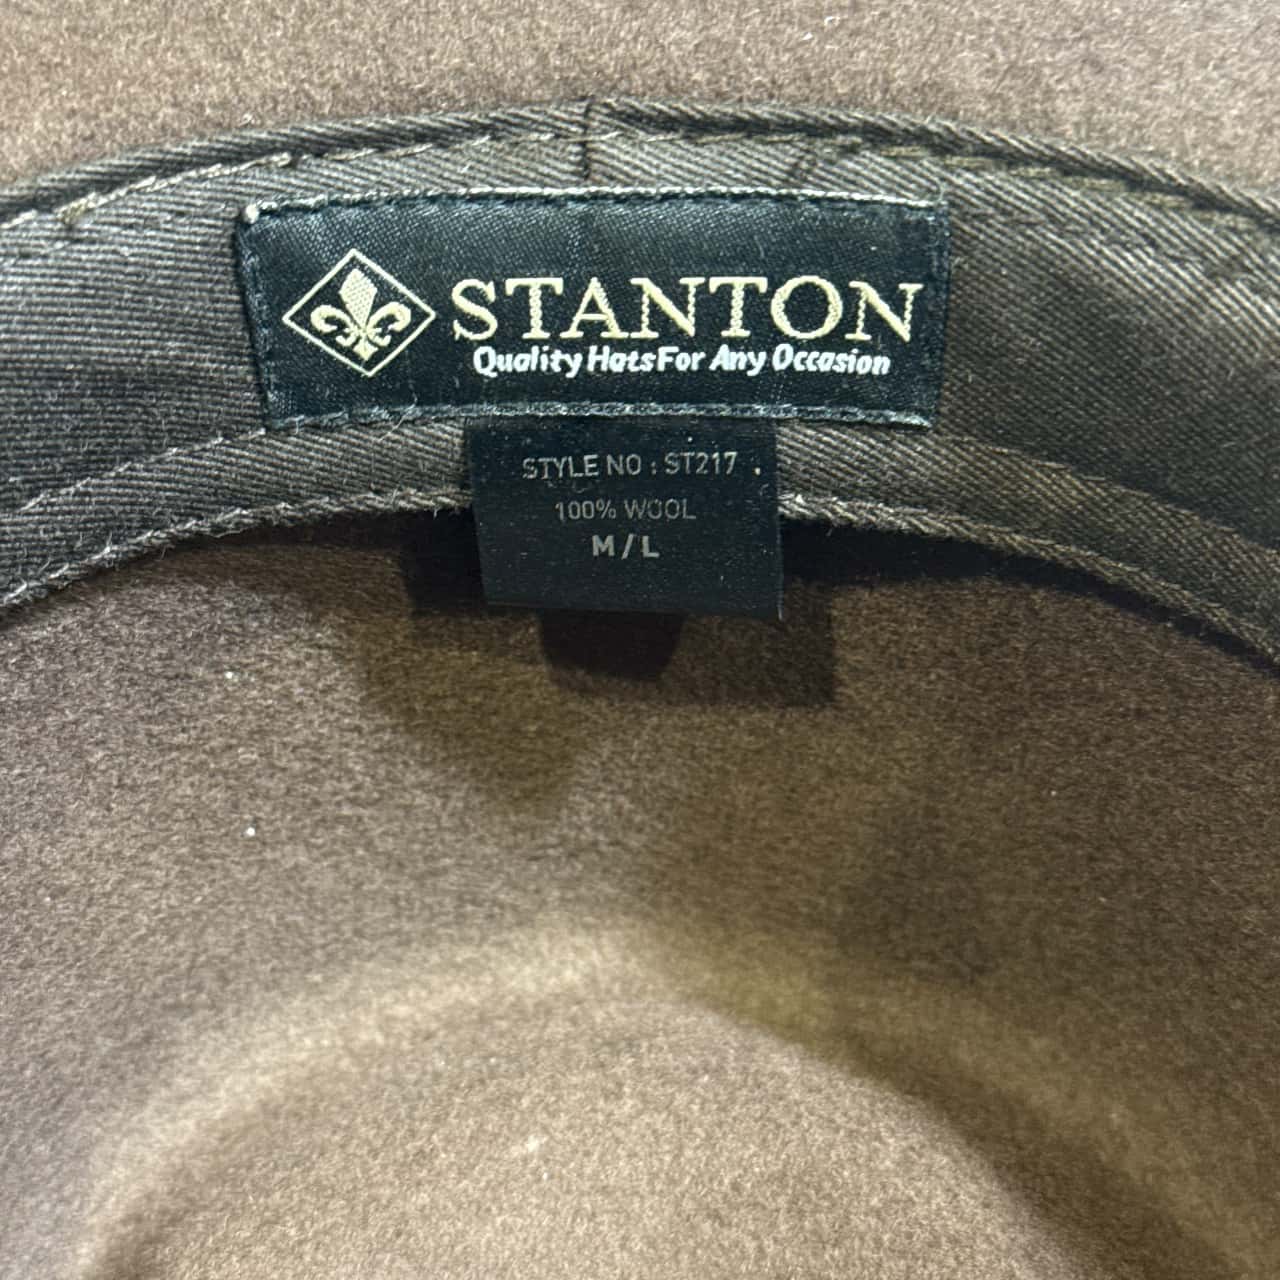 STANTON
Quality Hats For Any Occasion
STYLE NO : ST217
100% WOOL
M / L